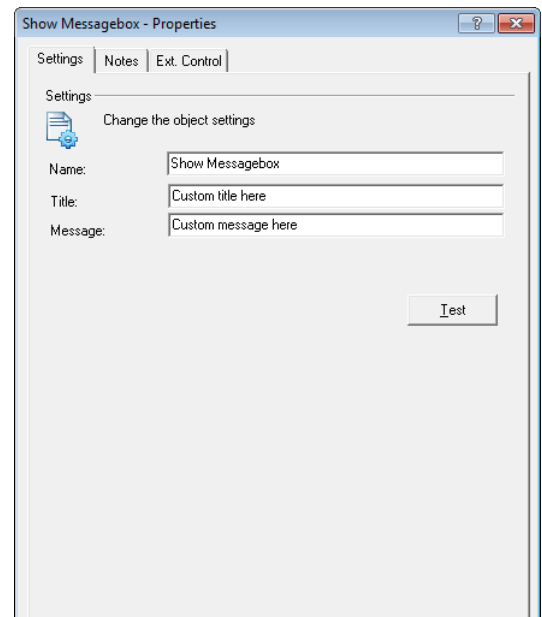 Show Messagebox - Properties
?
Settings Notes Ext. Control
Settings
Change the object settings
Name: Show Messagebox
Title: Custom title here
Message: Custom message here
Test